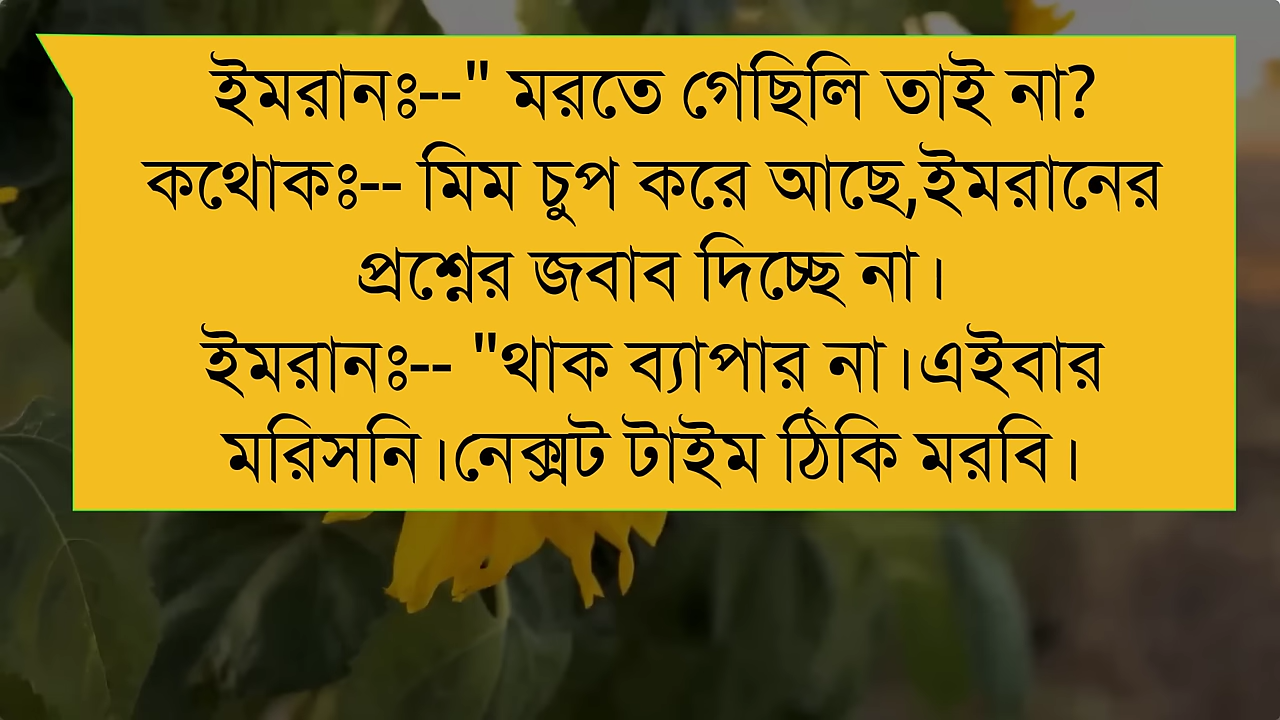 ইমরানঃ--" মরতে গেছিলি তাই না?
কথোকঃ-- মিম চুপ করে আছে,ইমরানের
প্রশ্নের জবাব দিচ্ছে না।
ইমরানঃ-- "থাক ব্যাপার না।এইবার
মরিসনি।নেক্সট টাইম ঠিকি মরবি।